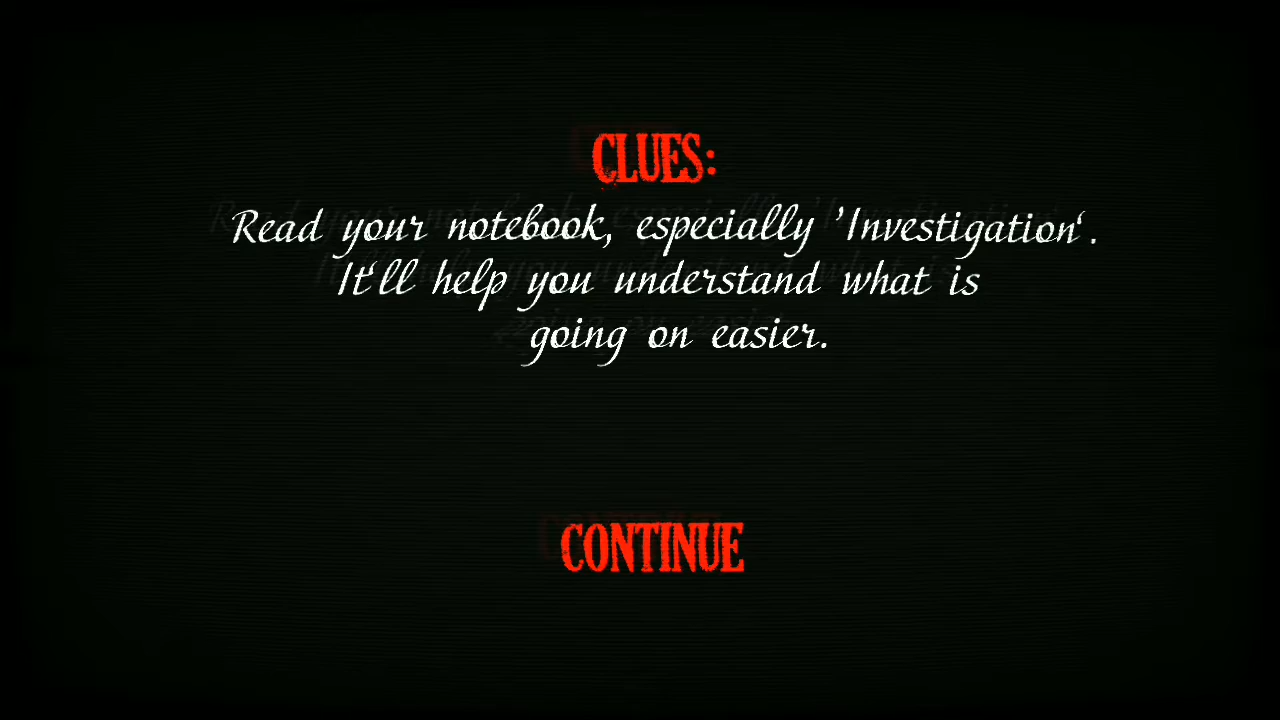 CLUES:
Read your notebook, especially 'Investigation'.
It'll help you understand what is
going on easier.
CONTINUE